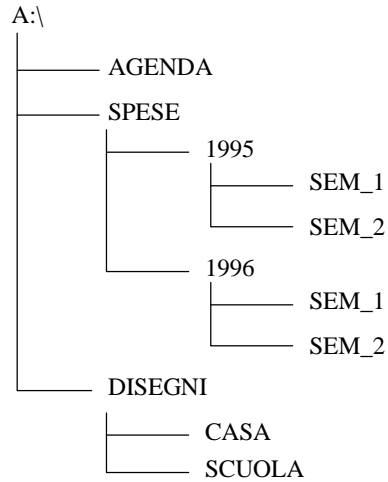 A:\
AGENDA
SPESE
1995
SEM_1
SEM_2
1996
SEM_1
SEM_2
DISEGNI
CASA
SCUOLA